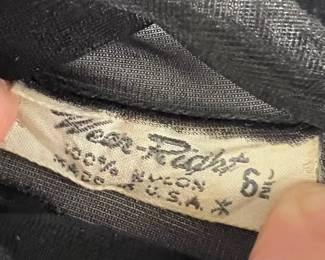 Wear-Right
100% NYLON 6½
MADE IN U.S.A. *